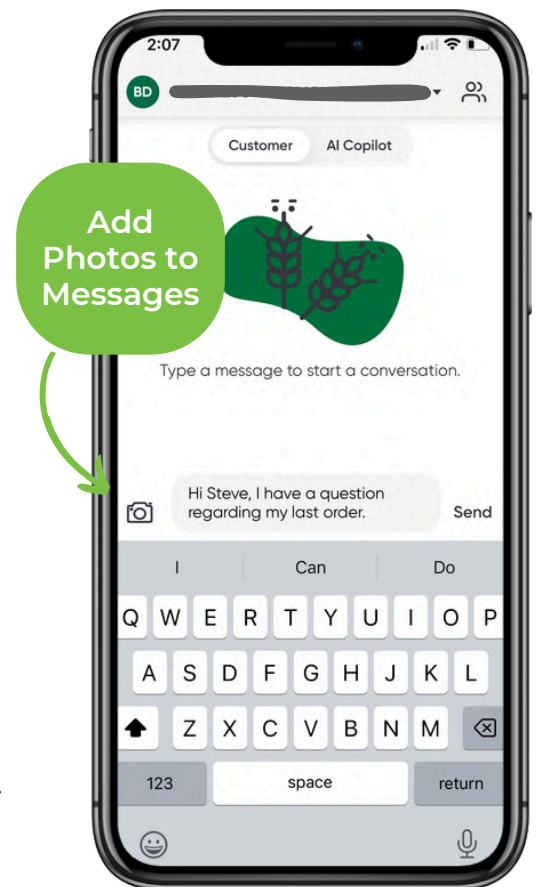 2:07
BD
Customer AI Copilot
Add
Photos to
Messages
Type a message to start a conversation.
Hi Steve, I have a question
regarding my last order.
Send
I Can Do
Q W E R T Y U I O P
A S D F G H J K L
Z X C V B N M
123 space return
.